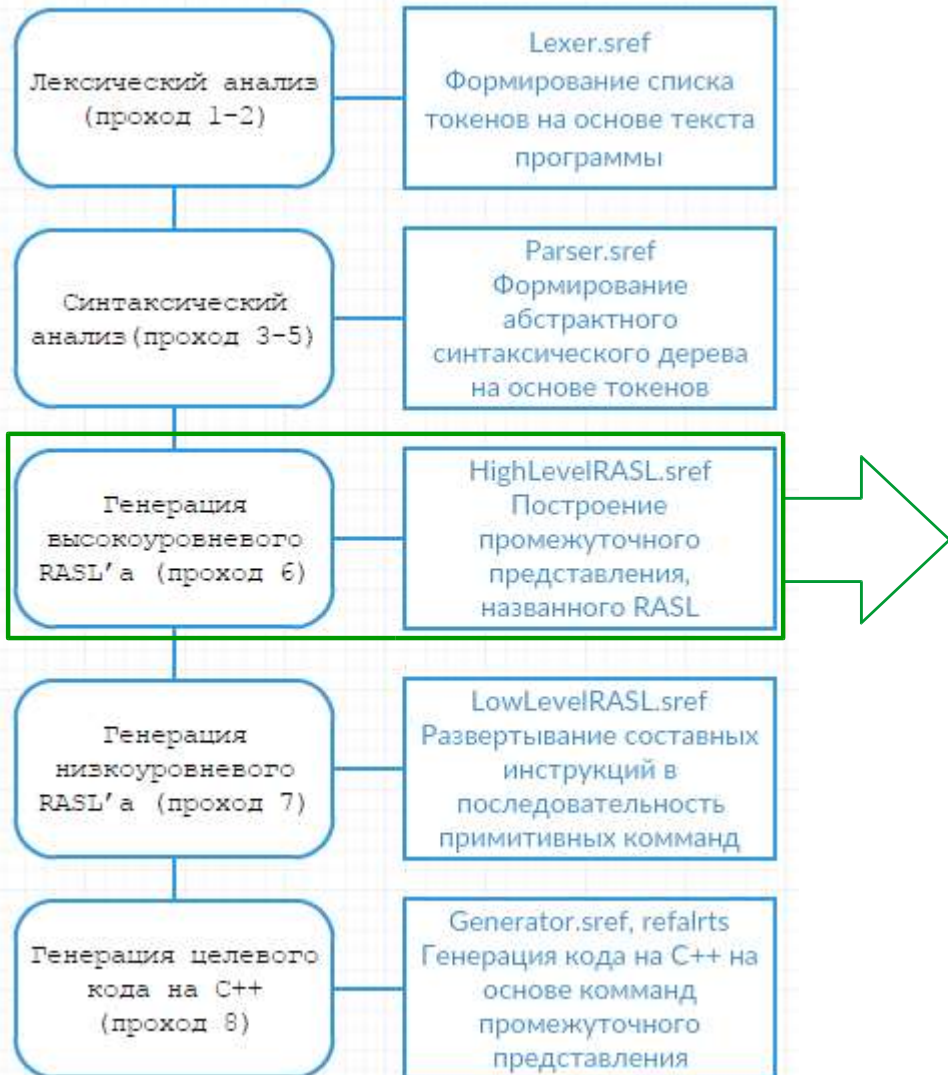 Лексический анализ
(проход 1-2)
Lexer.sref
Формирование списка
токенов на основе текста
программы
Синтаксический
анализ(проход 3-5)
Parser.sref
Формирование
абстрактного
синтаксического дерева
на основе токенов
Генерация
высокоуровневого
RASL'а (проход 6)
HighLevelRASL.sref
Построение
промежуточного
представления,
названного RASL
Генерация
низкоуровневого
RASL'а (проход 7)
LowLevelRASL.sref
Развертывание составных
инструкций в
последовательность
примитивных комманд
Генерация целевого
кода на С++
(проход 8)
Generator.sref, refalrts
Генерация кода на С++ на
основе комманд
промежуточного
представления